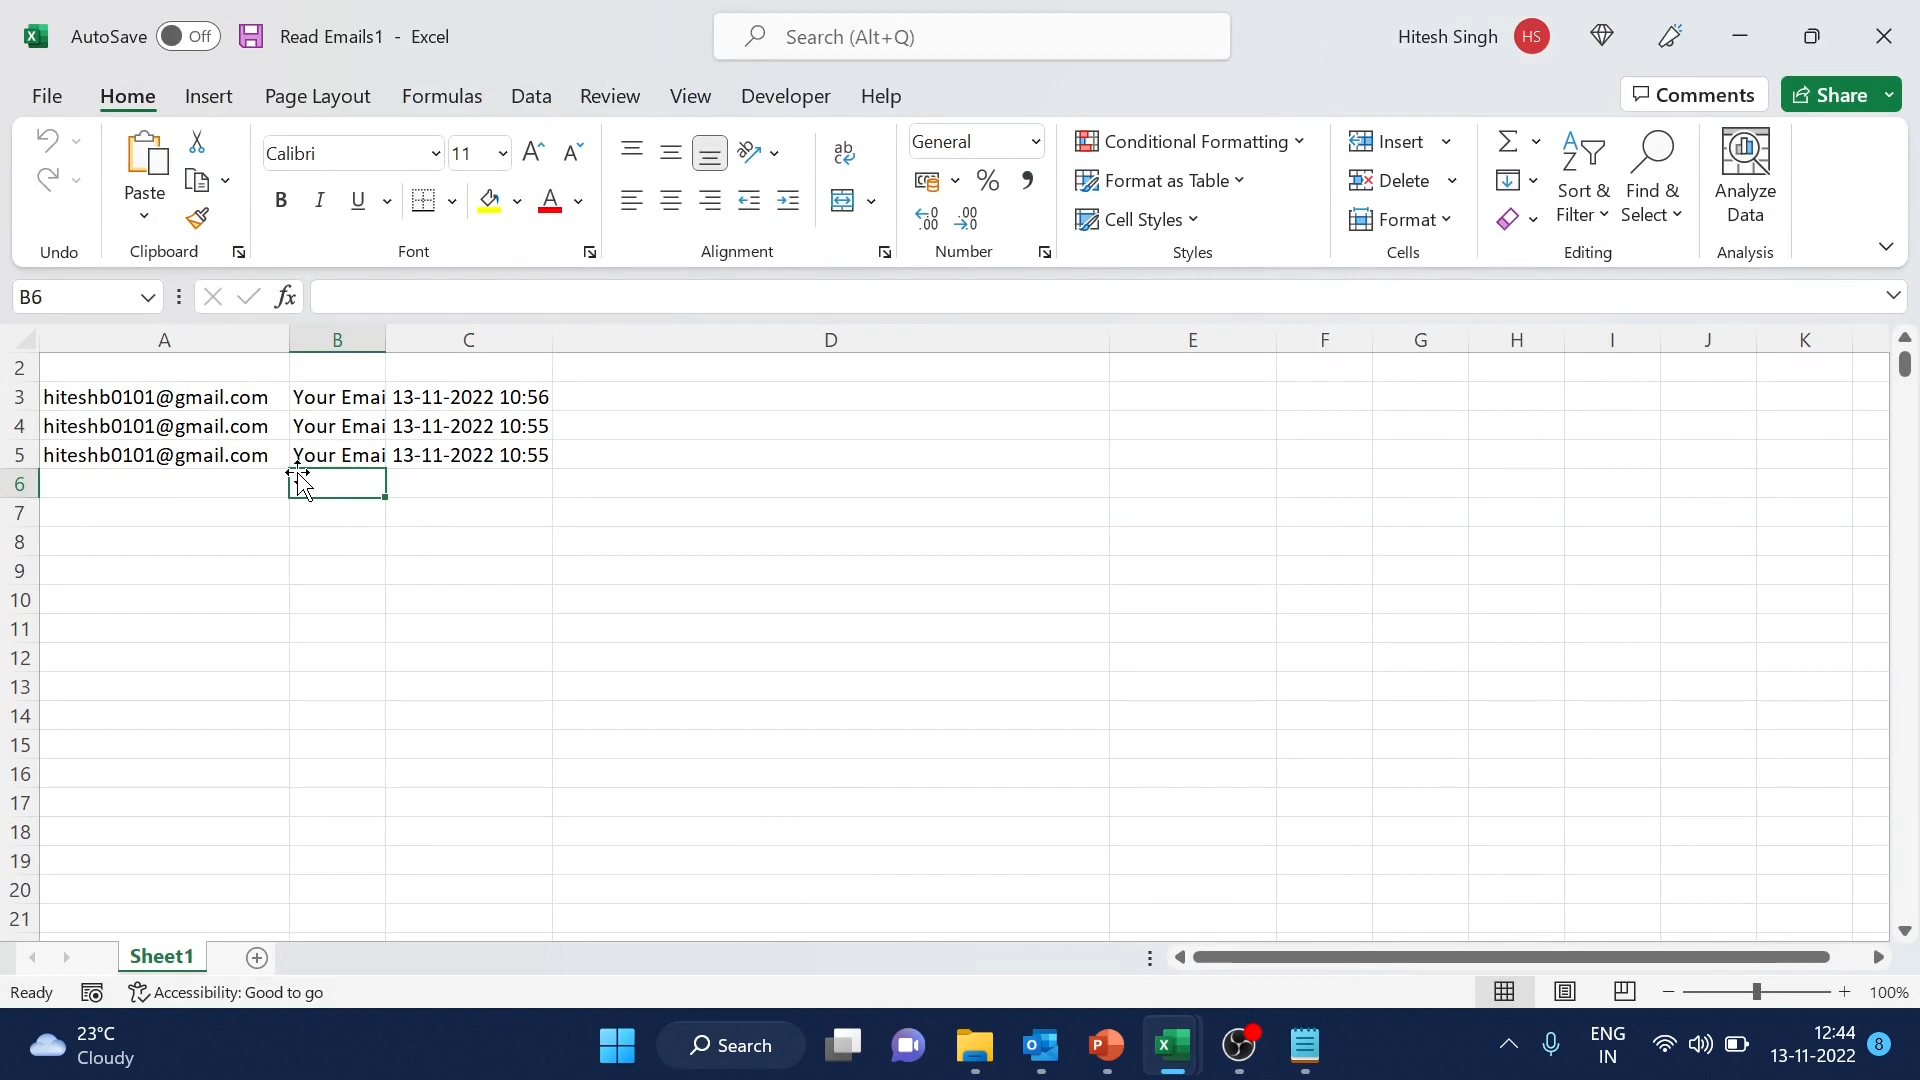 AutoSave Off Read Emails1 - Excel Search (Alt+Q) Hitesh Singh HS
File Home Insert Page Layout Formulas Data Review View Developer Help Comments Share
Paste
Calibri 11
B I U A
ab
General
% ,
.00
Conditional Formatting
Format as Table
Cell Styles
Insert
Delete
Format
Sort &
Filter
Find &
Select
Analyze
Data
Undo Clipboard Font Alignment Number Styles Cells Editing Analysis
B6 fx
A B C D E F G H I J K
2
3 hiteshb0101@gmail.com Your Emai 13-11-2022 10:56
4 hiteshb0101@gmail.com Your Emai 13-11-2022 10:55
5 hiteshb0101@gmail.com Your Emai 13-11-2022 10:55
6
7
8
9
10
11
12
13
14
15
16
17
18
19
20
21
Sheet1
Ready Accessibility: Good to go 100%
23°C
Cloudy
Search
ENG
IN
12:44
13-11-2022
8